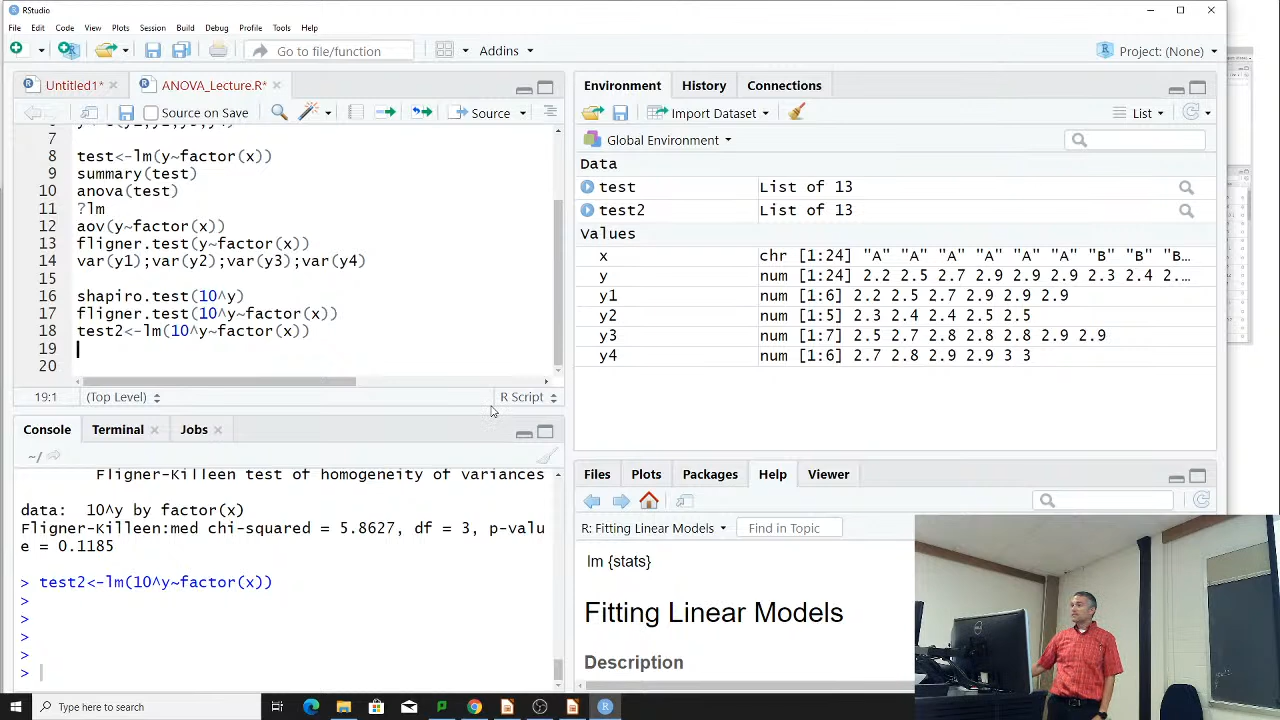 RStudio
File Edit Code View Plots Session Build Debug Profile Tools Help
Go to file/function
Addins
Project: (None)
Untitled1*
ANOVA_Lecture.R*
Source on Save
Source
7
8 test<-lm(y~factor(x))
9 summary(test)
10 anova(test)
11 ?lm
12 aov(y~factor(x))
13 fligner.test(y~factor(x))
14 var(y1);var(y2);var(y3);var(y4)
15
16 shapiro.test(10^y)
17 fligner.test(10^y~factor(x))
18 test2<-lm(10^y~factor(x))
19
20
19:1 (Top Level) R Script
Console Terminal Jobs
~/
Fligner-Killeen test of homogeneity of variances
data: 10^y by factor(x)
Fligner-Killeen:med chi-squared = 5.8627, df = 3, p-valu
e = 0.1185
> test2<-lm(10^y~factor(x))
>
>
>
>
>
Environment History Connections
Import Dataset
List
Global Environment
Data
test List of 13
test2 List of 13
Values
x chr [1:24] "A" "A" "A" "A" "A" "A" "B" "B" "B…
y num [1:24] 2.2 2.5 2.7 2.9 2.9 2.9 2.3 2.4 2.…
y1 num [1:6] 2.2 2.5 2.7 2.9 2.9 2.9
y2 num [1:5] 2.3 2.4 2.4 2.5 2.5
y3 num [1:7] 2.5 2.7 2.8 2.8 2.8 2.9 2.9
y4 num [1:6] 2.7 2.8 2.9 2.9 3 3
Files Plots Packages Help Viewer
R: Fitting Linear Models
Find in Topic
lm {stats}
Fitting Linear Models
Description
Type here to search